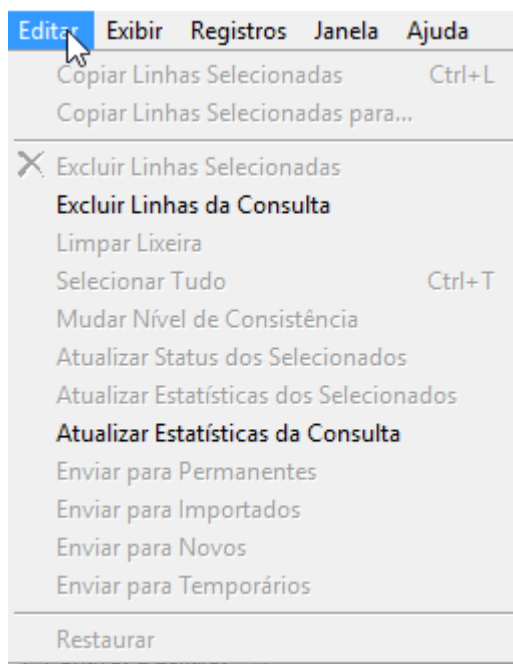 Editar Exibir Registros Janela Ajuda
Copiar Linhas Selecionadas Ctrl+L
Copiar Linhas Selecionadas para...
Excluir Linhas Selecionadas
Excluir Linhas da Consulta
Limpar Lixeira
Selecionar Tudo Ctrl+T
Mudar Nível de Consistência
Atualizar Status dos Selecionados
Atualizar Estatísticas dos Selecionados
Atualizar Estatísticas da Consulta
Enviar para Permanentes
Enviar para Importados
Enviar para Novos
Enviar para Temporários
Restaurar